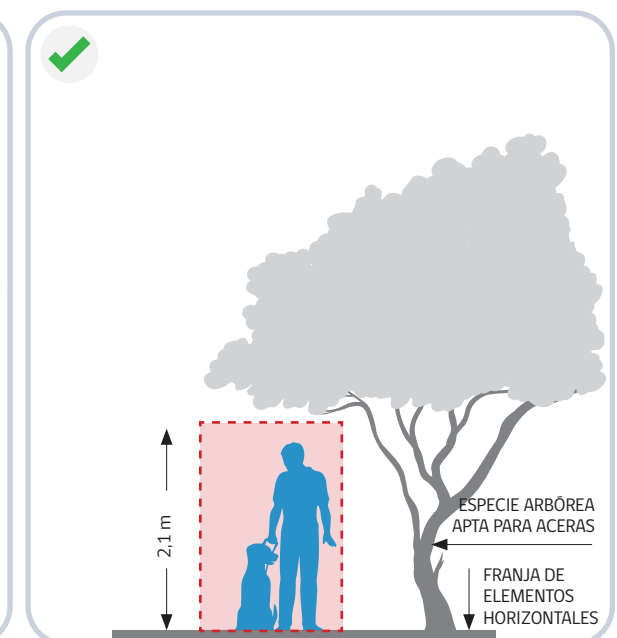 2,1 m
ESPECIE ARBÓREA
APTA PARA ACERAS
FRANJA DE
ELEMENTOS
HORIZONTALES